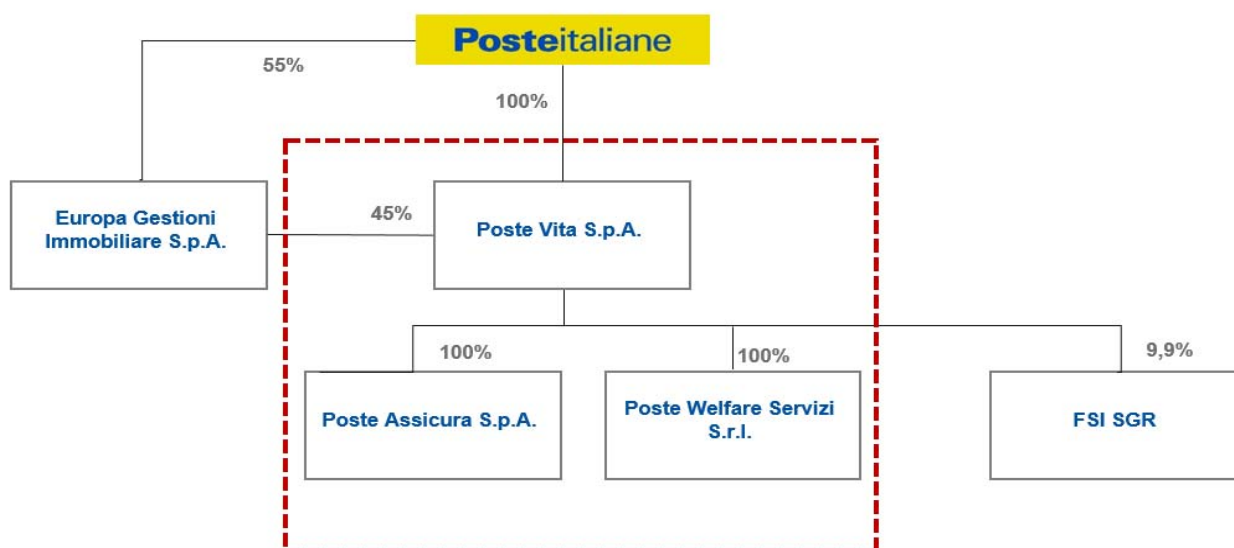 Posteitaliane
55%
100%
Europa Gestioni
Immobiliare S.p.A.
45%
Poste Vita S.p.A.
100%
100%
9,9%
Poste Assicura S.p.A.
Poste Welfare Servizi
S.r.l.
FSI SGR